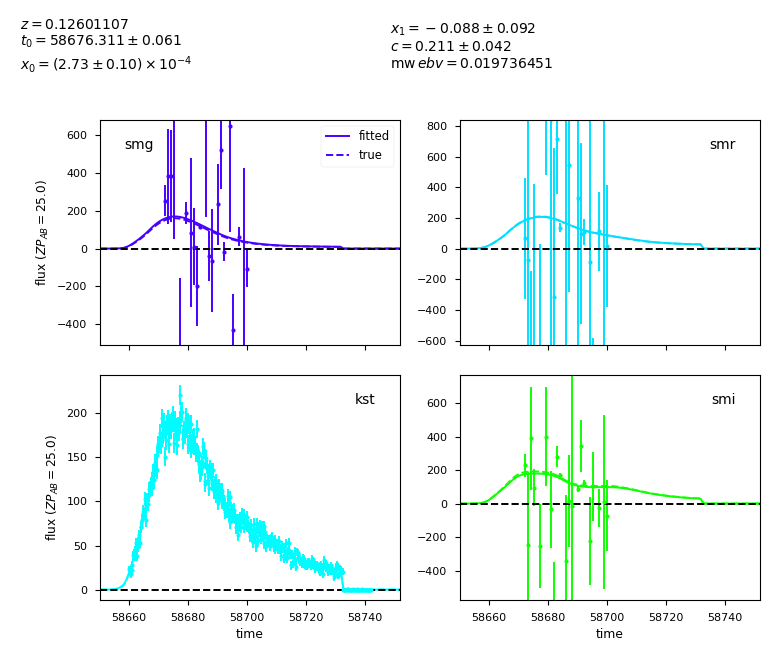 z = 0.12601107
t₀ = 58676.311 ± 0.061
x₀ = (2.73 ± 0.10) × 10⁻⁴
x₁ = −0.088 ± 0.092
c = 0.211 ± 0.042
mw ebv = 0.019736451
600
400
200
0
−200
−400
flux (ZP_AB = 25.0)
smg
fitted
true
800
600
400
200
0
−200
−400
−600
smr
200
150
100
50
0
flux (ZP_AB = 25.0)
kst
58660 58680 58700 58720 58740
time
600
400
200
0
−200
−400
smi
58660 58680 58700 58720 58740
time